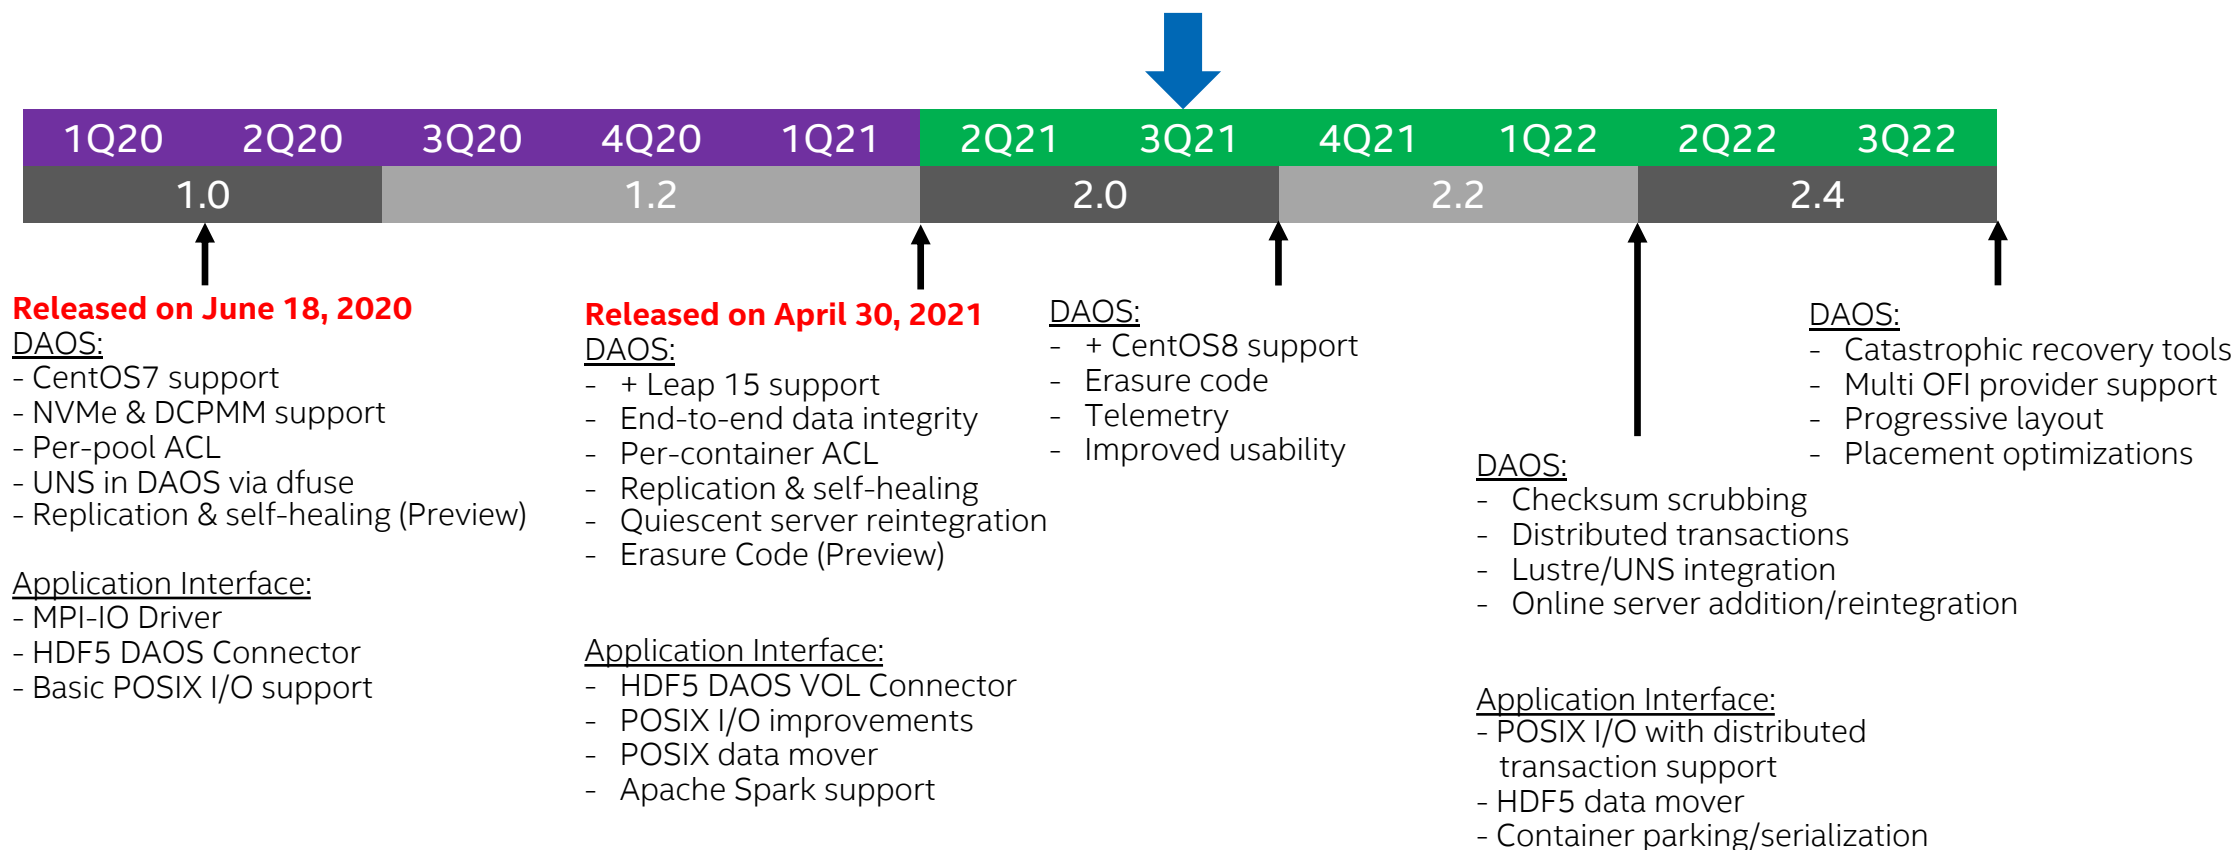 1Q20 2Q20 3Q20 4Q20 1Q21 2Q21 3Q21 4Q21 1Q22 2Q22 3Q22
1.0 1.2 2.0 2.2 2.4
Released on June 18, 2020
DAOS:
- CentOS7 support
- NVMe & DCPMM support
- Per-pool ACL
- UNS in DAOS via dfuse
- Replication & self-healing (Preview)
Application Interface:
- MPI-IO Driver
- HDF5 DAOS Connector
- Basic POSIX I/O support
Released on April 30, 2021
DAOS:
- + Leap 15 support
- End-to-end data integrity
- Per-container ACL
- Replication & self-healing
- Quiescent server reintegration
- Erasure Code (Preview)
Application Interface:
- HDF5 DAOS VOL Connector
- POSIX I/O improvements
- POSIX data mover
- Apache Spark support
DAOS:
- + CentOS8 support
- Erasure code
- Telemetry
- Improved usability
DAOS:
- Checksum scrubbing
- Distributed transactions
- Lustre/UNS integration
- Online server addition/reintegration
Application Interface:
- POSIX I/O with distributed
transaction support
- HDF5 data mover
- Container parking/serialization
DAOS:
- Catastrophic recovery tools
- Multi OFI provider support
- Progressive layout
- Placement optimizations